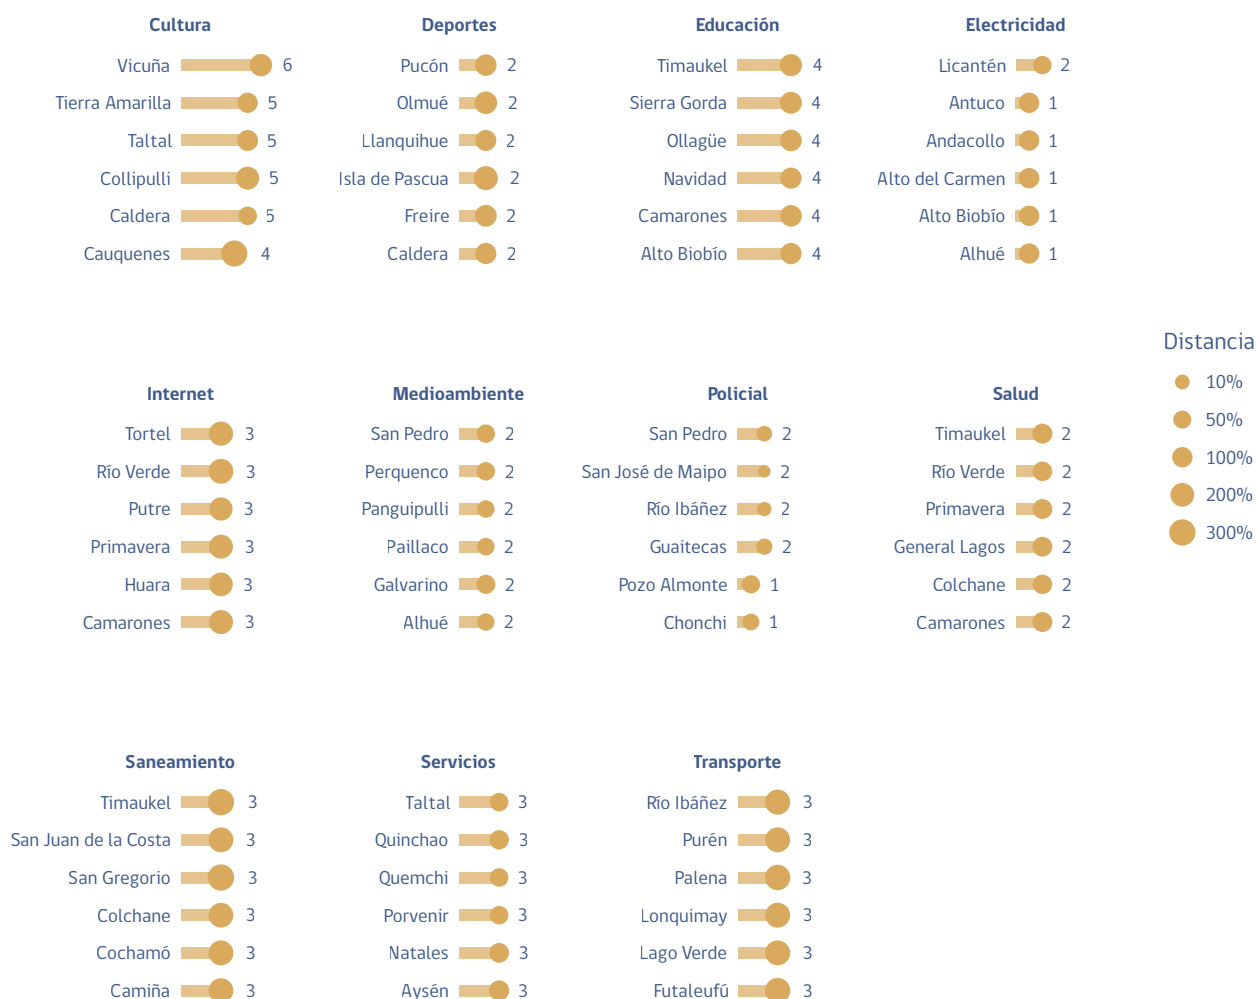 Cultura
Vicuña 6
Tierra Amarilla 5
Taltal 5
Collipulli 5
Caldera 5
Cauquenes 4
Deportes
Pucón 2
Olmué 2
Llanquihue 2
Isla de Pascua 2
Freire 2
Caldera 2
Educación
Timaukel 4
Sierra Gorda 4
Ollagüe 4
Navidad 4
Camarones 4
Alto Biobío 4
Electricidad
Licantén 2
Antuco 1
Andacollo 1
Alto del Carmen 1
Alto Biobío 1
Alhué 1
Internet
Tortel 3
Río Verde 3
Putre 3
Primavera 3
Huara 3
Camarones 3
Medioambiente
San Pedro 2
Perquenco 2
Panguipulli 2
Paillaco 2
Galvarino 2
Alhué 2
Policial
San Pedro 2
San José de Maipo 2
Río Ibáñez 2
Guaitecas 2
Pozo Almonte 1
Chonchi 1
Salud
Timaukel 2
Río Verde 2
Primavera 2
General Lagos 2
Colchane 2
Camarones 2
Distancia
10%
50%
100%
200%
300%
Saneamiento
Timaukel 3
San Juan de la Costa 3
San Gregorio 3
Colchane 3
Cochamó 3
Camiña 3
Servicios
Taltal 3
Quinchao 3
Quemchi 3
Porvenir 3
Natales 3
Aysén 3
Transporte
Río Ibáñez 3
Purén 3
Palena 3
Lonquimay 3
Lago Verde 3
Futaleufú 3